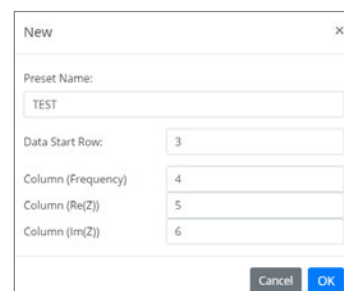 New ×
Preset Name:
TEST
Data Start Row: 3
Column (Frequency) 4
Column (Re(Z)) 5
Column (Im(Z)) 6
Cancel OK